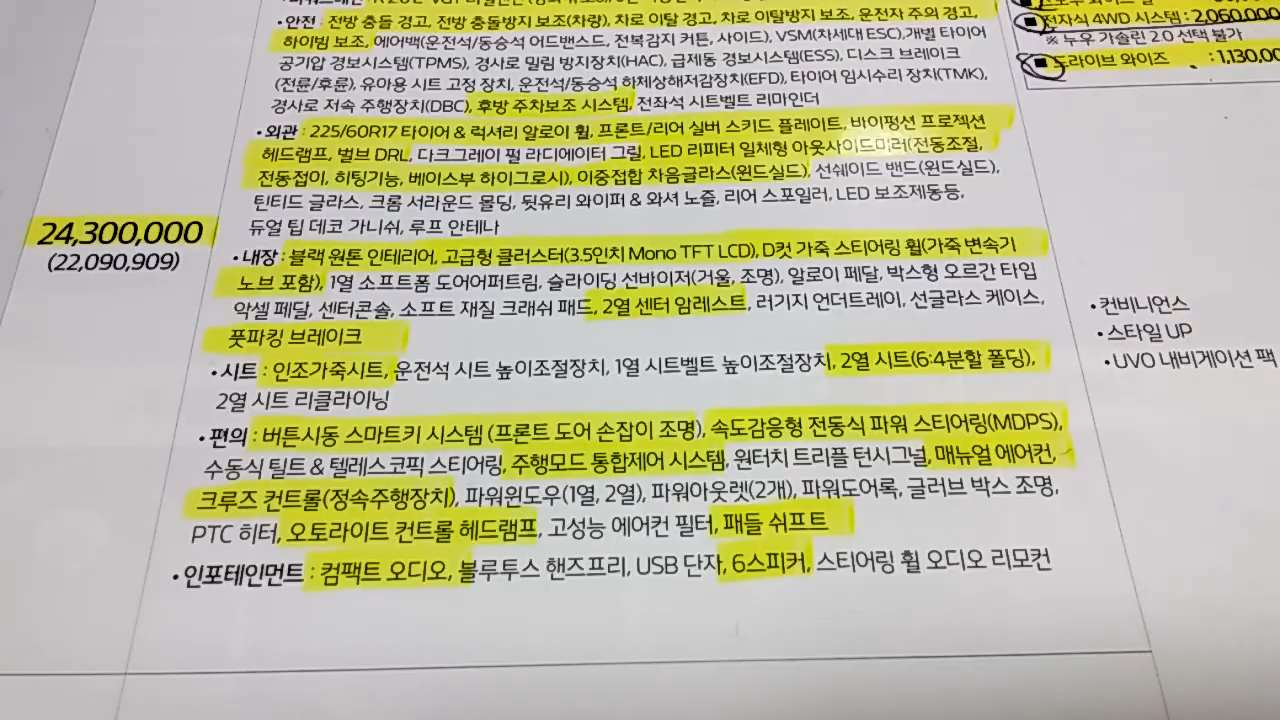 • 안전 : 전방 충돌 경고, 전방 충돌방지 보조(차량), 차로 이탈 경고, 차로 이탈방지 보조, 운전자 주의 경고,
하이빔 보조, 에어백(운전석/동승석 어드밴스드, 전복감지 커튼, 사이드), VSM(차세대 ESC),개별 타이어
공기압 경보시스템(TPMS), 경사로 밀림 방지장치(HAC), 급제동 경보시스템(ESS), 디스크 브레이크
(전륜/후륜), 유아용 시트 고정 장치, 운전석/동승석 하체상해저감장치(EFD), 타이어 임시수리 장치(TMK),
경사로 저속 주행장치(DBC), 후방 주차보조 시스템, 전좌석 시트벨트 리마인더
• 외관 : 225/60R17 타이어 & 럭셔리 알로이 휠, 프론트/리어 실버 스키드 플레이트, 바이펑션 프로젝션
헤드램프, 벌브 DRL, 다크그레이 펄 라디에이터 그릴, LED 리피터 일체형 아웃사이드미러(전동조절,
전동접이, 히팅기능, 베이스부 하이그로시), 이중접합 차음글라스(윈드실드), 선쉐이드 밴드(윈드실드),
틴티드 글라스, 크롬 서라운드 몰딩, 뒷유리 와이퍼 & 와셔 노즐, 리어 스포일러, LED 보조제동등,
듀얼 팁 데코 가니쉬, 루프 안테나
24,300,000
(22,090,909)
• 내장 : 블랙 원톤 인테리어, 고급형 클러스터(3.5인치 Mono TFT LCD), D컷 가죽 스티어링 휠(가죽 변속기
노브 포함), 1열 소프트폼 도어어퍼트림, 슬라이딩 선바이저(거울, 조명), 알로이 페달, 박스형 오르간 타입
악셀 페달, 센터콘솔, 소프트 재질 크래쉬 패드, 2열 센터 암레스트, 러기지 언더트레이, 선글라스 케이스,
풋파킹 브레이크
• 시트 : 인조가죽시트, 운전석 시트 높이조절장치, 1열 시트벨트 높이조절장치, 2열 시트(6:4분할 폴딩),
2열 시트 리클라이닝
• 편의 : 버튼시동 스마트키 시스템 (프론트 도어 손잡이 조명), 속도감응형 전동식 파워 스티어링(MDPS),
수동식 틸트 & 텔레스코픽 스티어링, 주행모드 통합제어 시스템, 원터치 트리플 턴시그널, 매뉴얼 에어컨,
크루즈 컨트롤(정속주행장치), 파워윈도우(1열, 2열), 파워아웃렛(2개), 파워도어록, 글러브 박스 조명,
PTC 히터, 오토라이트 컨트롤 헤드램프, 고성능 에어컨 필터, 패들 쉬프트
• 인포테인먼트 : 컴팩트 오디오, 블루투스 핸즈프리, USB 단자, 6스피커, 스티어링 휠 오디오 리모컨
■ 전자식 4WD 시스템 : 2,060,000
※ 누우 가솔린 2.0 선택 불가
■ 드라이브 와이즈 : 1,130,00
• 컨비니언스
• 스타일 UP
• UVO 내비게이션 팩